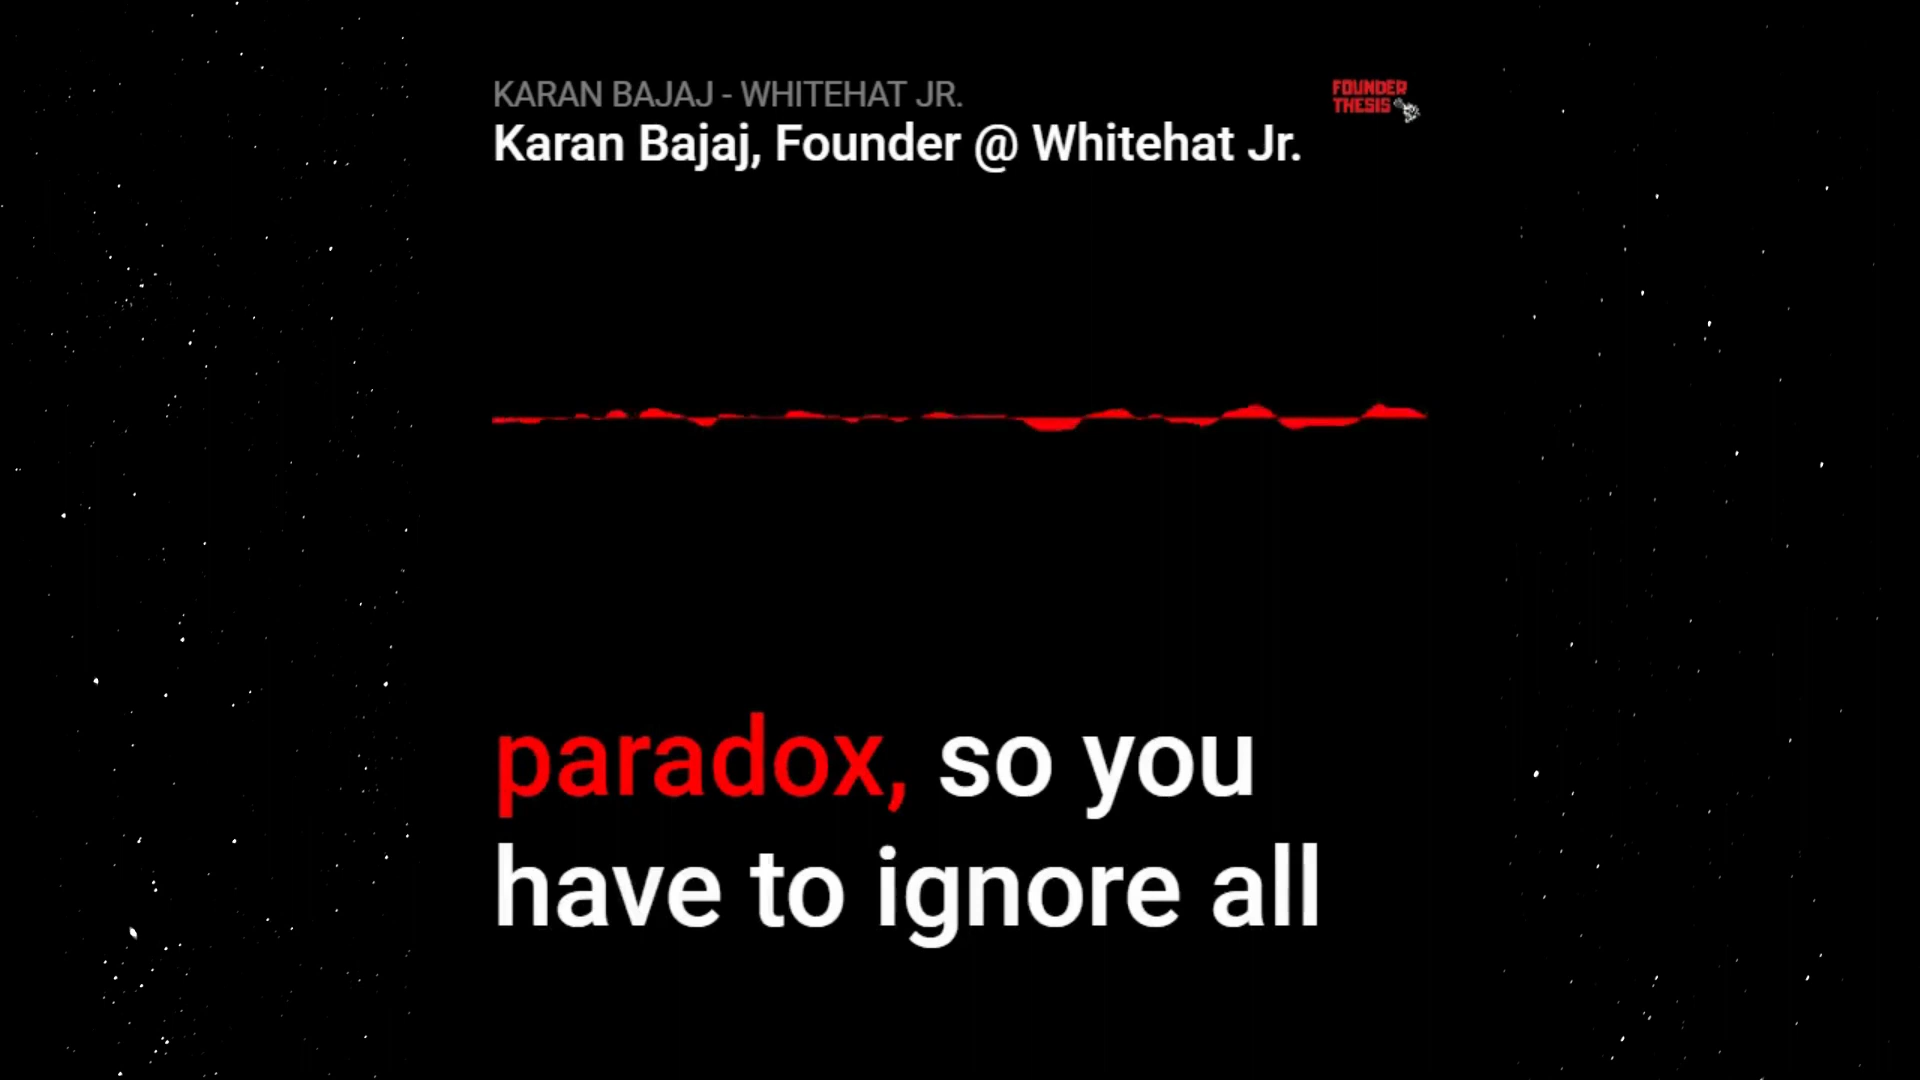 KARAN BAJAJ - WHITEHAT JR.
Karan Bajaj, Founder @ Whitehat Jr.
FOUNDER
THESIS
paradox, so you
have to ignore all